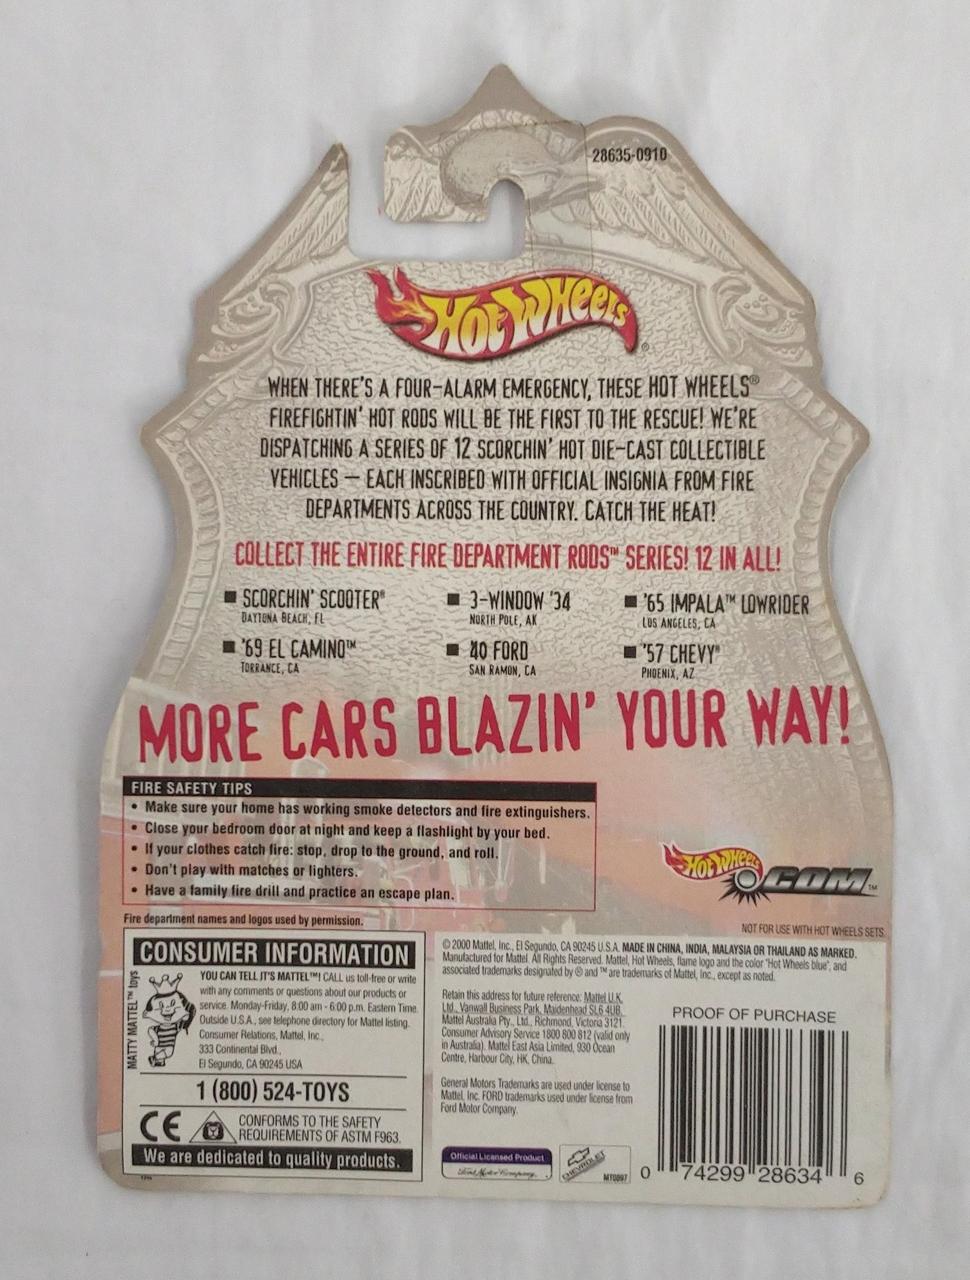 28635-0910
Hot Wheels®
WHEN THERE'S A FOUR-ALARM EMERGENCY, THESE HOT WHEELS®
FIREFIGHTIN' HOT RODS WILL BE THE FIRST TO THE RESCUE! WE'RE
DISPATCHING A SERIES OF 12 SCORCHIN' HOT DIE-CAST COLLECTIBLE
VEHICLES — EACH INSCRIBED WITH OFFICIAL INSIGNIA FROM FIRE
DEPARTMENTS ACROSS THE COUNTRY. CATCH THE HEAT!
COLLECT THE ENTIRE FIRE DEPARTMENT RODS™ SERIES! 12 IN ALL!
■ SCORCHIN' SCOOTER®
DAYTONA BEACH, FL
■ 3-WINDOW '34
NORTH POLE, AK
■ '65 IMPALA™ LOWRIDER
LOS ANGELES, CA
■ '69 EL CAMINO™
TORRANCE, CA
■ '40 FORD
SAN RAMON, CA
■ '57 CHEVY®
PHOENIX, AZ
MORE CARS BLAZIN' YOUR WAY!
FIRE SAFETY TIPS
• Make sure your home has working smoke detectors and fire extinguishers.
• Close your bedroom door at night and keep a flashlight by your bed.
• If your clothes catch fire: stop, drop to the ground, and roll.
• Don't play with matches or lighters.
• Have a family fire drill and practice an escape plan.
Hot Wheels
.COM™
Fire department names and logos used by permission.
NOT FOR USE WITH HOT WHEELS SETS.
CONSUMER INFORMATION
MATTY MATTEL™ toys
YOU CAN TELL IT'S MATTEL™! CALL us toll-free or write
with any comments or questions about our products or
service. Monday-Friday, 8:00 am - 6:00 p.m. Eastern Time.
Outside U.S.A., see telephone directory for Mattel listing.
Consumer Relations, Mattel, Inc.,
333 Continental Blvd.,
El Segundo, CA 90245 USA
1 (800) 524-TOYS
CE
CONFORMS TO THE SAFETY
REQUIREMENTS OF ASTM F963.
We are dedicated to quality products.
© 2000 Mattel, Inc., El Segundo, CA 90245 U.S.A. MADE IN CHINA, INDIA, MALAYSIA OR THAILAND AS MARKED.
Manufactured for Mattel. All Rights Reserved. Mattel, Hot Wheels, flame logo and the color "Hot Wheels blue", and
associated trademarks designated by ® and ™ are trademarks of Mattel, Inc., except as noted.
Retain this address for future reference: Mattel U.K.
Ltd., Vanwall Business Park, Maidenhead SL6 4UB.
Mattel Australia Pty., Ltd., Richmond, Victoria 3121.
Consumer Advisory Service 1800 800 812 (valid only
in Australia). Mattel East Asia Limited, 930 Ocean
Centre, Harbour City, HK, China.
General Motors Trademarks are used under license to
Mattel, Inc. FORD trademarks used under license from
Ford Motor Company.
Official Licensed Product
Ford Motor Company
CHEVROLET
MT0097
PROOF OF PURCHASE
0 74299 28634 6